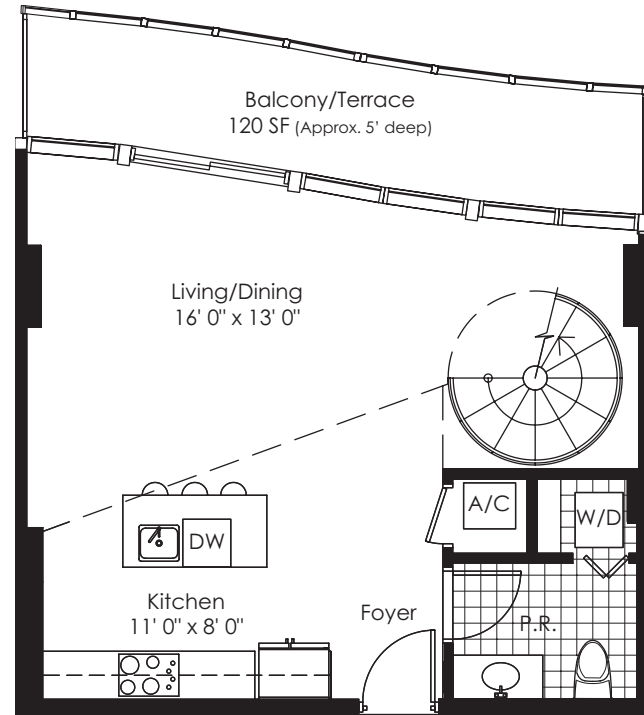 Balcony/Terrace
120 SF (Approx. 5' deep)
Living/Dining
16' 0" x 13' 0"
A/C
W/D
DW
Kitchen
11' 0" x 8' 0"
Foyer
P.R.